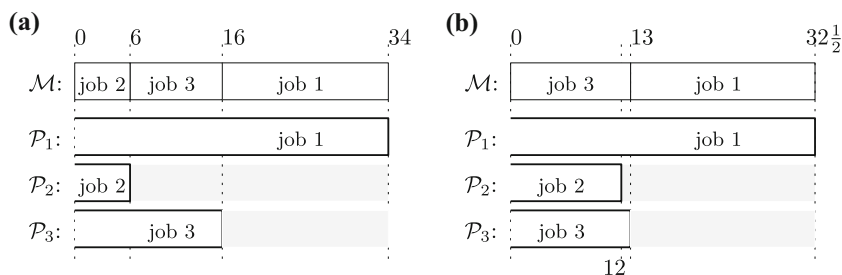 (a) 0 6 16 34
M: job 2 job 3 job 1
P₁: job 1
P₂: job 2
P₃: job 3
(b) 0 13 32½
M: job 3 job 1
P₁: job 1
P₂: job 2
P₃: job 3
12